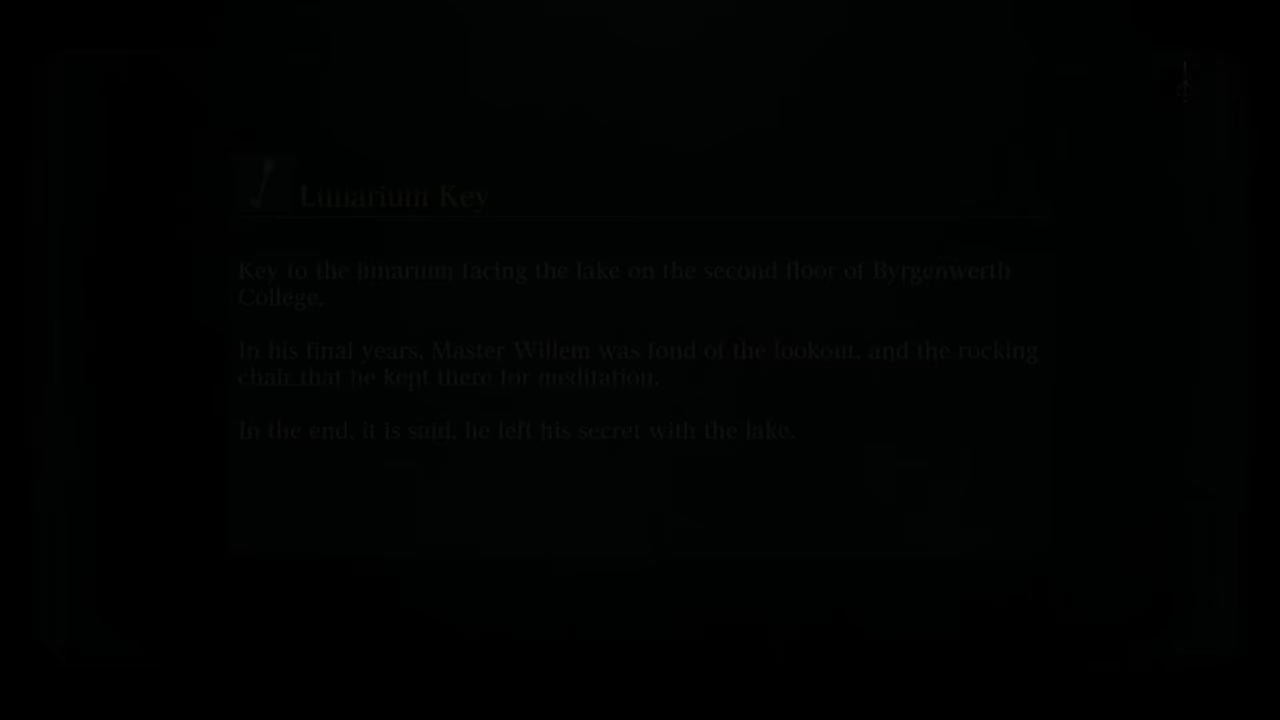 Lunarium Key
Key to the lunarium facing the lake on the second floor of Byrgenwerth
College.
In his final years, Master Willem was fond of the lookout, and the rocking
chair that he kept there for meditation.
In the end, it is said, he left his secret with the lake.